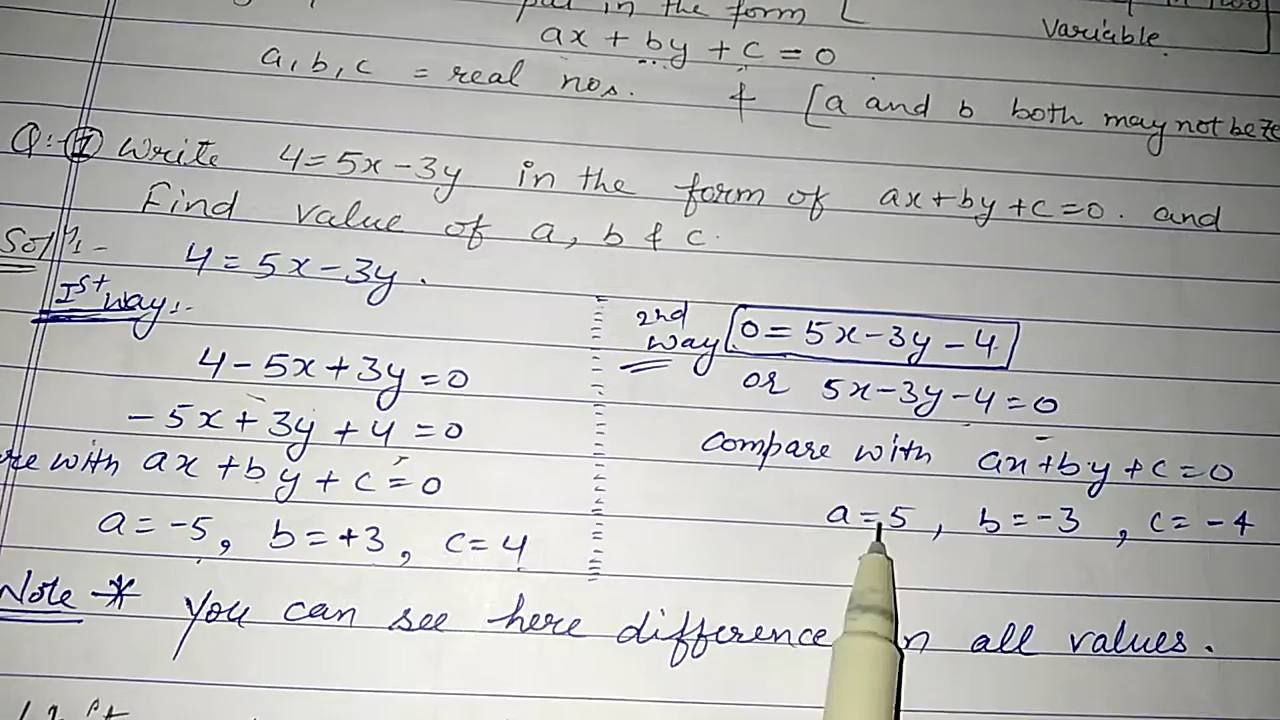 put in the form [
Variable.
ax + by + c = 0
a, b, c = real nos. & [a and b both may not be ze
Q:- (1) Write 4 = 5x - 3y in the form of ax + by + c = 0. and
Find value of a, b & c.
Sol^n:- 4 = 5x - 3y.
Ist way:-
4 - 5x + 3y = 0
- 5x + 3y + 4 = 0
re with ax + by + c = 0
a = -5, b = +3, c = 4
2nd way 0 = 5x - 3y - 4
or 5x - 3y - 4 = 0
Compare with ax + by + c = 0
a = 5, b = -3, c = -4
Note * You can see here difference in all values.